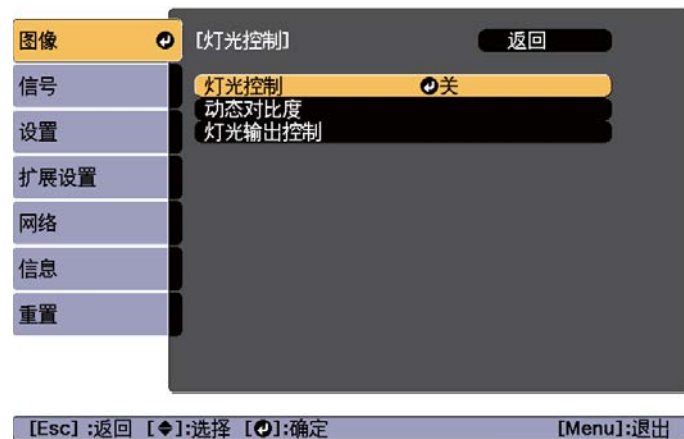 图像
信号
设置
扩展设置
网络
信息
重置
[灯光控制] 返回
灯光控制 关
动态对比度
灯光输出控制
[Esc] :返回 [◆]:选择 [⏎]:确定 [Menu]:退出